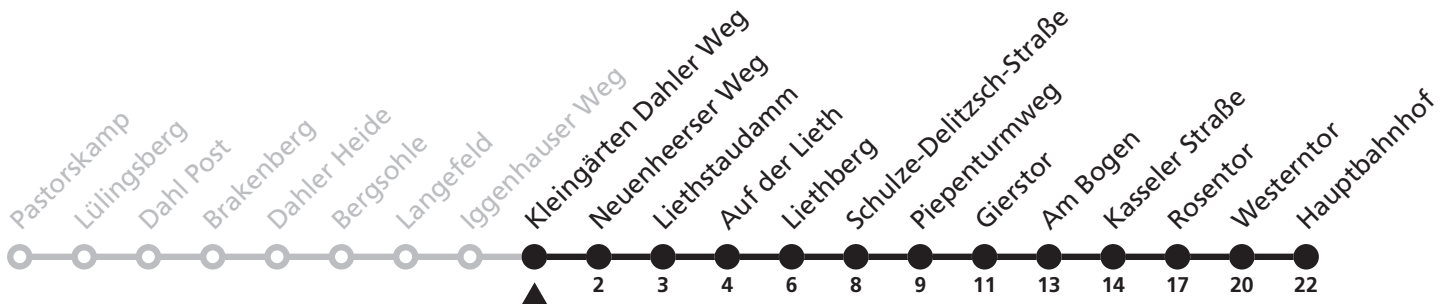 Pastorskamp
Lülingsberg
Dahl Post
Brakenberg
Dahler Heide
Bergsohle
Langefeld
Iggenhauser Weg
Kleingärten Dahler Weg
Neuenheerser Weg
Liethstaudamm
Auf der Lieth
Liethberg
Schulze-Delitzsch-Straße
Piepenturmweg
Gierstor
Am Bogen
Kasseler Straße
Rosentor
Westerntor
Hauptbahnhof
2 3 4 6 8 9 11 13 14 17 20 22